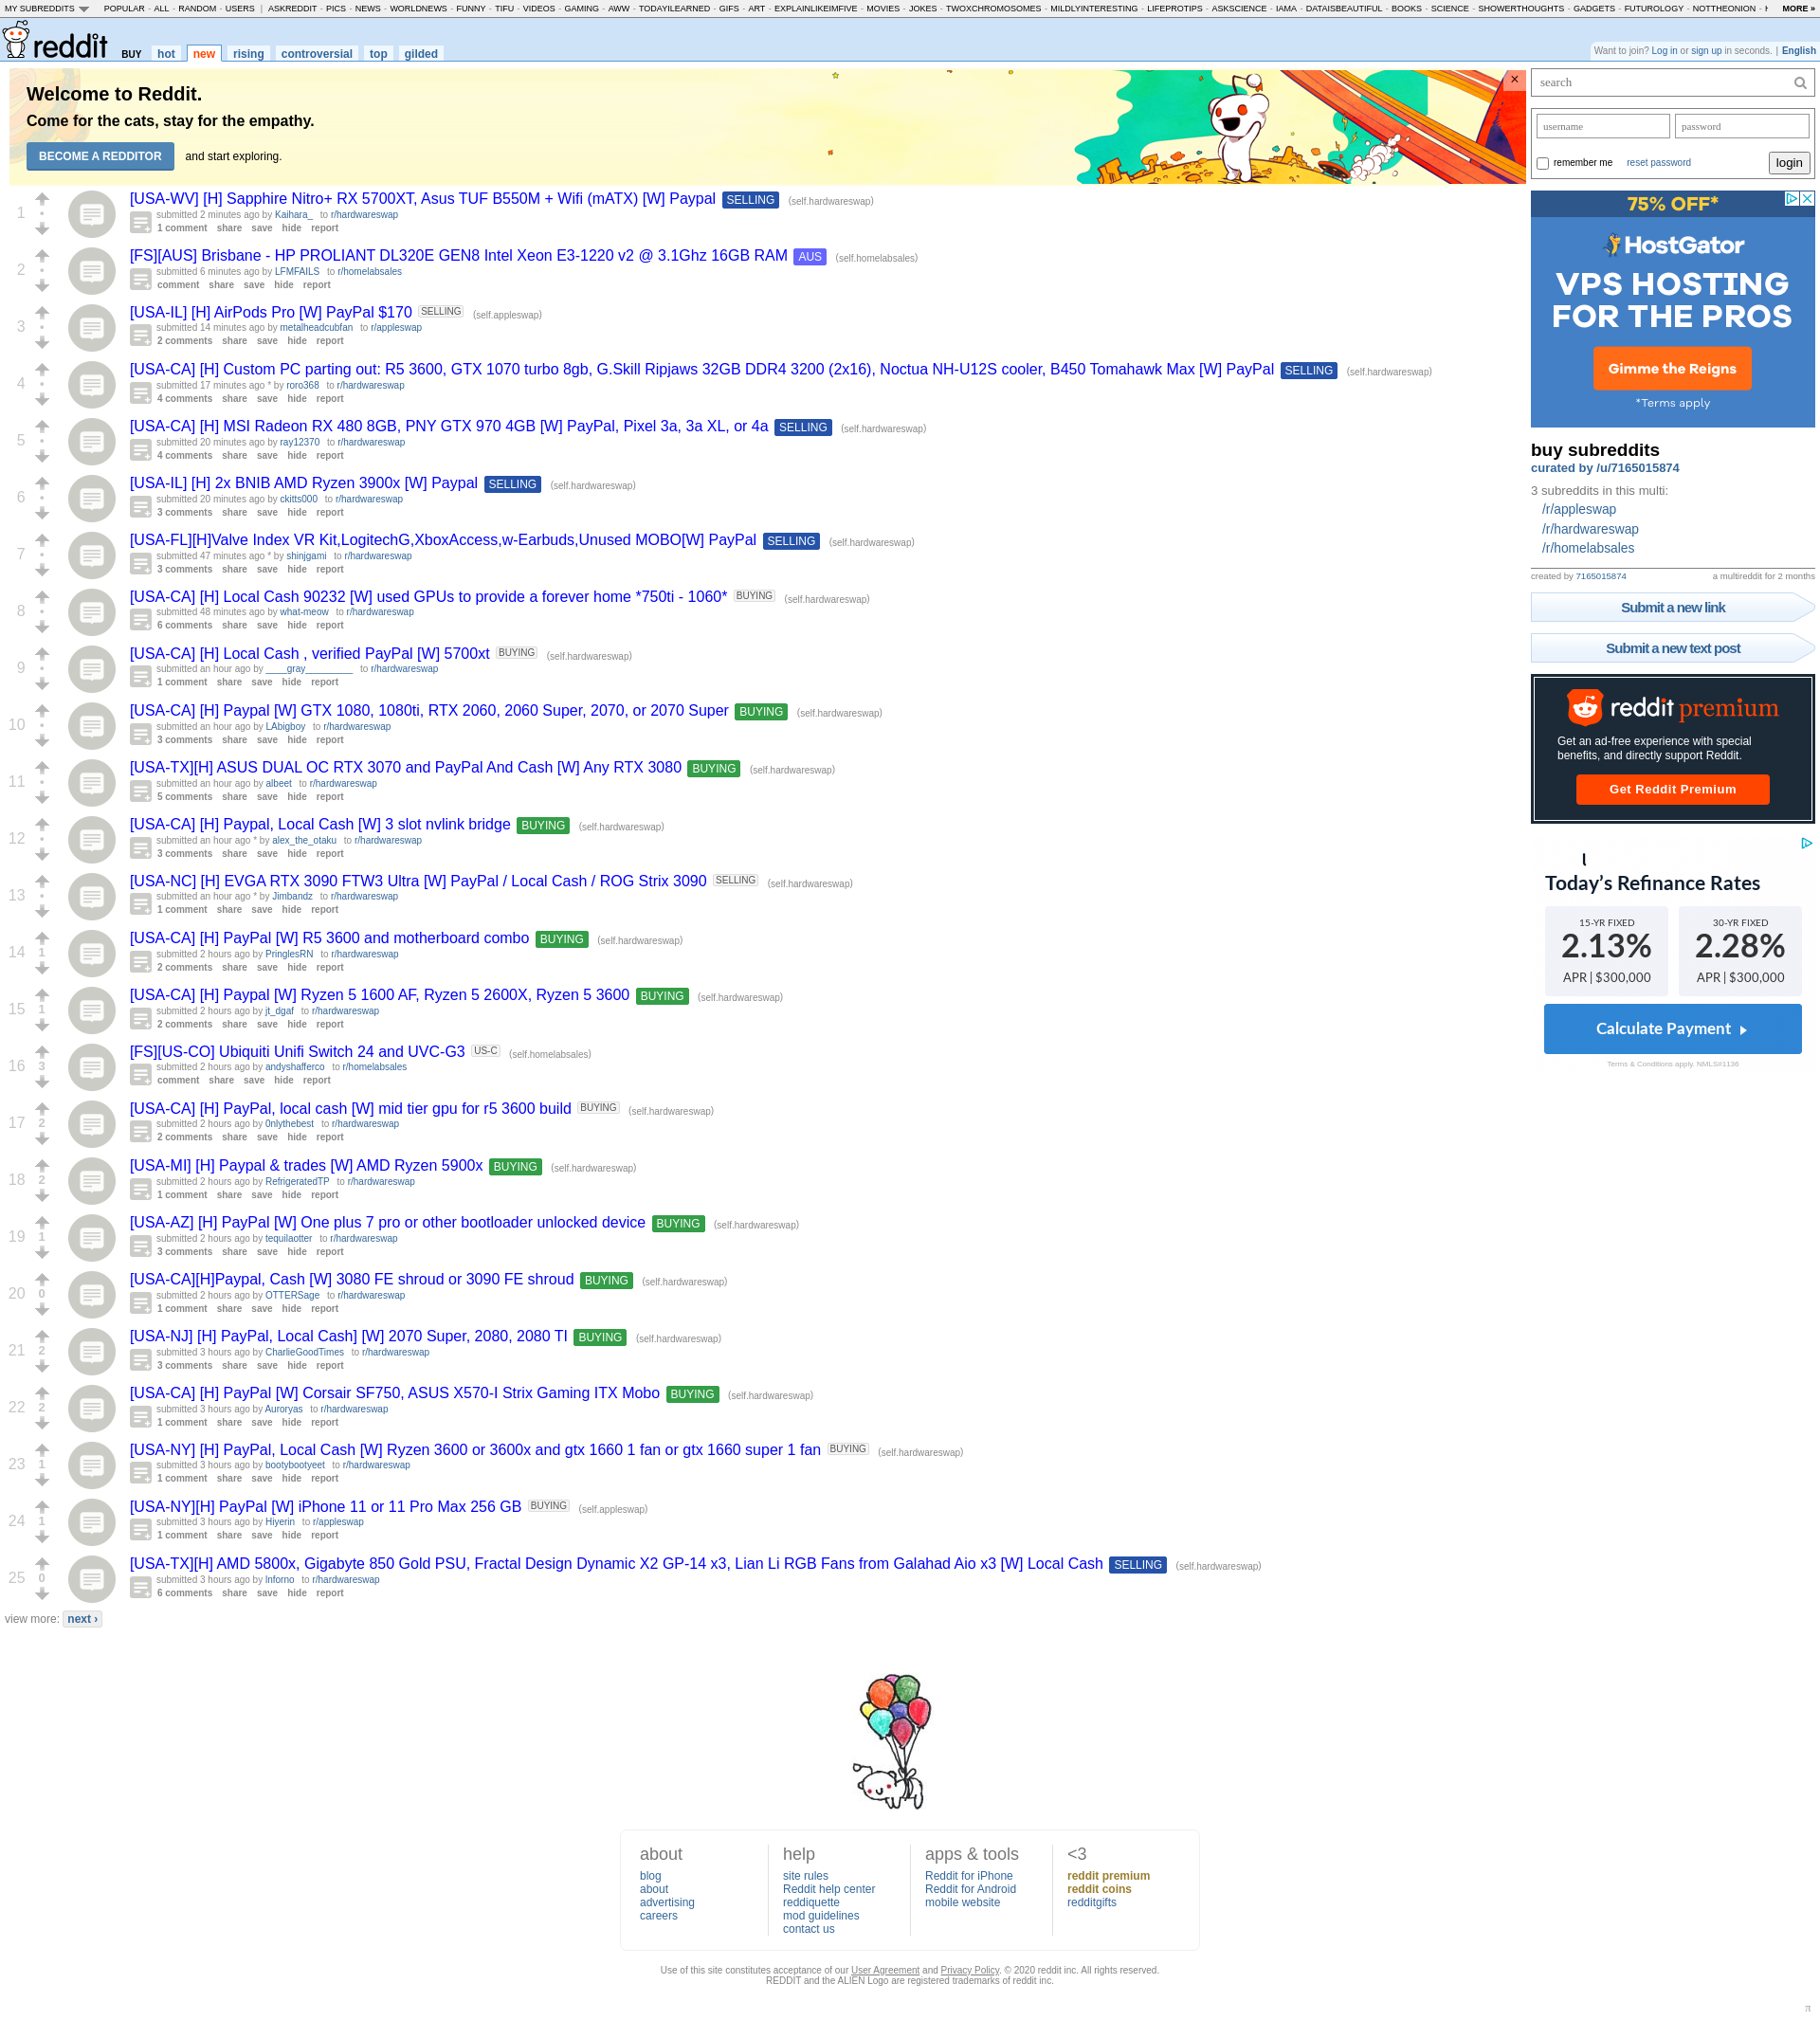 MY SUBREDDITS POPULAR - ALL - RANDOM - USERS | ASKREDDIT - PICS - NEWS - WORLDNEWS - FUNNY - TIFU - VIDEOS - GAMING - AWW - TODAYILEARNED - GIFS - ART - EXPLAINLIKEIMFIVE - MOVIES - JOKES - TWOXCHROMOSOMES - MILDLYINTERESTING - LIFEPROTIPS - ASKSCIENCE - IAMA - DATAISBEAUTIFUL - BOOKS - SCIENCE - SHOWERTHOUGHTS - GADGETS - FUTUROLOGY - NOTTHEONION - MORE »
reddit BUY hot new rising controversial top gilded
Want to join? Log in or sign up in seconds. | English
Welcome to Reddit.
Come for the cats, stay for the empathy.
BECOME A REDDITOR and start exploring.
×
1
[USA-WV] [H] Sapphire Nitro+ RX 5700XT, Asus TUF B550M + Wifi (mATX) [W] Paypal SELLING (self.hardwareswap)
submitted 2 minutes ago by Kaihara_ to r/hardwareswap
1 comment share save hide report
2
[FS][AUS] Brisbane - HP PROLIANT DL320E GEN8 Intel Xeon E3-1220 v2 @ 3.1Ghz 16GB RAM AUS (self.homelabsales)
submitted 6 minutes ago by LFMFAILS to r/homelabsales
comment share save hide report
3
[USA-IL] [H] AirPods Pro [W] PayPal $170 SELLING (self.appleswap)
submitted 14 minutes ago by metalheadcubfan to r/appleswap
2 comments share save hide report
4
[USA-CA] [H] Custom PC parting out: R5 3600, GTX 1070 turbo 8gb, G.Skill Ripjaws 32GB DDR4 3200 (2x16), Noctua NH-U12S cooler, B450 Tomahawk Max [W] PayPal SELLING (self.hardwareswap)
submitted 17 minutes ago * by roro368 to r/hardwareswap
4 comments share save hide report
5
[USA-CA] [H] MSI Radeon RX 480 8GB, PNY GTX 970 4GB [W] PayPal, Pixel 3a, 3a XL, or 4a SELLING (self.hardwareswap)
submitted 20 minutes ago by ray12370 to r/hardwareswap
4 comments share save hide report
6
[USA-IL] [H] 2x BNIB AMD Ryzen 3900x [W] Paypal SELLING (self.hardwareswap)
submitted 20 minutes ago by ckitts000 to r/hardwareswap
3 comments share save hide report
7
[USA-FL][H]Valve Index VR Kit,LogitechG,XboxAccess,w-Earbuds,Unused MOBO[W] PayPal SELLING (self.hardwareswap)
submitted 47 minutes ago * by shinjgami to r/hardwareswap
3 comments share save hide report
8
[USA-CA] [H] Local Cash 90232 [W] used GPUs to provide a forever home *750ti - 1060* BUYING (self.hardwareswap)
submitted 48 minutes ago by what-meow to r/hardwareswap
6 comments share save hide report
9
[USA-CA] [H] Local Cash , verified PayPal [W] 5700xt BUYING (self.hardwareswap)
submitted an hour ago by ____gray_________ to r/hardwareswap
1 comment share save hide report
10
[USA-CA] [H] Paypal [W] GTX 1080, 1080ti, RTX 2060, 2060 Super, 2070, or 2070 Super BUYING (self.hardwareswap)
submitted an hour ago by LAbigboy to r/hardwareswap
3 comments share save hide report
11
[USA-TX][H] ASUS DUAL OC RTX 3070 and PayPal And Cash [W] Any RTX 3080 BUYING (self.hardwareswap)
submitted an hour ago by albeet to r/hardwareswap
5 comments share save hide report
12
[USA-CA] [H] Paypal, Local Cash [W] 3 slot nvlink bridge BUYING (self.hardwareswap)
submitted an hour ago * by alex_the_otaku to r/hardwareswap
3 comments share save hide report
13
[USA-NC] [H] EVGA RTX 3090 FTW3 Ultra [W] PayPal / Local Cash / ROG Strix 3090 SELLING (self.hardwareswap)
submitted an hour ago * by Jimbandz to r/hardwareswap
1 comment share save hide report
14 1
[USA-CA] [H] PayPal [W] R5 3600 and motherboard combo BUYING (self.hardwareswap)
submitted 2 hours ago by PringlesRN to r/hardwareswap
2 comments share save hide report
15 1
[USA-CA] [H] Paypal [W] Ryzen 5 1600 AF, Ryzen 5 2600X, Ryzen 5 3600 BUYING (self.hardwareswap)
submitted 2 hours ago by jt_dgaf to r/hardwareswap
2 comments share save hide report
16 3
[FS][US-CO] Ubiquiti Unifi Switch 24 and UVC-G3 US-C (self.homelabsales)
submitted 2 hours ago by andyshafferco to r/homelabsales
comment share save hide report
17 2
[USA-CA] [H] PayPal, local cash [W] mid tier gpu for r5 3600 build BUYING (self.hardwareswap)
submitted 2 hours ago by 0nlythebest to r/hardwareswap
2 comments share save hide report
18 2
[USA-MI] [H] Paypal & trades [W] AMD Ryzen 5900x BUYING (self.hardwareswap)
submitted 2 hours ago by RefrigeratedTP to r/hardwareswap
1 comment share save hide report
19 1
[USA-AZ] [H] PayPal [W] One plus 7 pro or other bootloader unlocked device BUYING (self.hardwareswap)
submitted 2 hours ago by tequilaotter to r/hardwareswap
3 comments share save hide report
20 0
[USA-CA][H]Paypal, Cash [W] 3080 FE shroud or 3090 FE shroud BUYING (self.hardwareswap)
submitted 2 hours ago by OTTERSage to r/hardwareswap
1 comment share save hide report
21 2
[USA-NJ] [H] PayPal, Local Cash] [W] 2070 Super, 2080, 2080 TI BUYING (self.hardwareswap)
submitted 3 hours ago by CharlieGoodTimes to r/hardwareswap
3 comments share save hide report
22 2
[USA-CA] [H] PayPal [W] Corsair SF750, ASUS X570-I Strix Gaming ITX Mobo BUYING (self.hardwareswap)
submitted 3 hours ago by Auroryas to r/hardwareswap
1 comment share save hide report
23 1
[USA-NY] [H] PayPal, Local Cash [W] Ryzen 3600 or 3600x and gtx 1660 1 fan or gtx 1660 super 1 fan BUYING (self.hardwareswap)
submitted 3 hours ago by bootybootyeet to r/hardwareswap
1 comment share save hide report
24 1
[USA-NY][H] PayPal [W] iPhone 11 or 11 Pro Max 256 GB BUYING (self.appleswap)
submitted 3 hours ago by Hiyerin to r/appleswap
1 comment share save hide report
25 0
[USA-TX][H] AMD 5800x, Gigabyte 850 Gold PSU, Fractal Design Dynamic X2 GP-14 x3, Lian Li RGB Fans from Galahad Aio x3 [W] Local Cash SELLING (self.hardwareswap)
submitted 3 hours ago by to r/hardwareswap
6 comments share save hide report
view more: next ›
search
username password
remember me reset password login
75% OFF*
HostGator
VPS HOSTING
FOR THE PROS
Gimme the Reigns
*Terms apply
buy subreddits
curated by /u/7165015874
3 subreddits in this multi:
/r/appleswap
/r/hardwareswap
/r/homelabsales
created by 7165015874 a multireddit for 2 months
Submit a new link
Submit a new text post
reddit premium
Get an ad-free experience with special
benefits, and directly support Reddit.
Get Reddit Premium
Today's Refinance Rates
15-YR FIXED 30-YR FIXED
2.13% 2.28%
APR | $300,000 APR | $300,000
Calculate Payment
Terms & Conditions apply. NMLS#1136
about
blog
about
advertising
careers
help
site rules
Reddit help center
reddiquette
mod guidelines
contact us
apps & tools
Reddit for iPhone
Reddit for Android
mobile website
<3
reddit premium
reddit coins
redditgifts
Use of this site constitutes acceptance of our User Agreement and Privacy Policy. © 2020 reddit inc. All rights reserved.
REDDIT and the ALIEN Logo are registered trademarks of reddit inc.
π